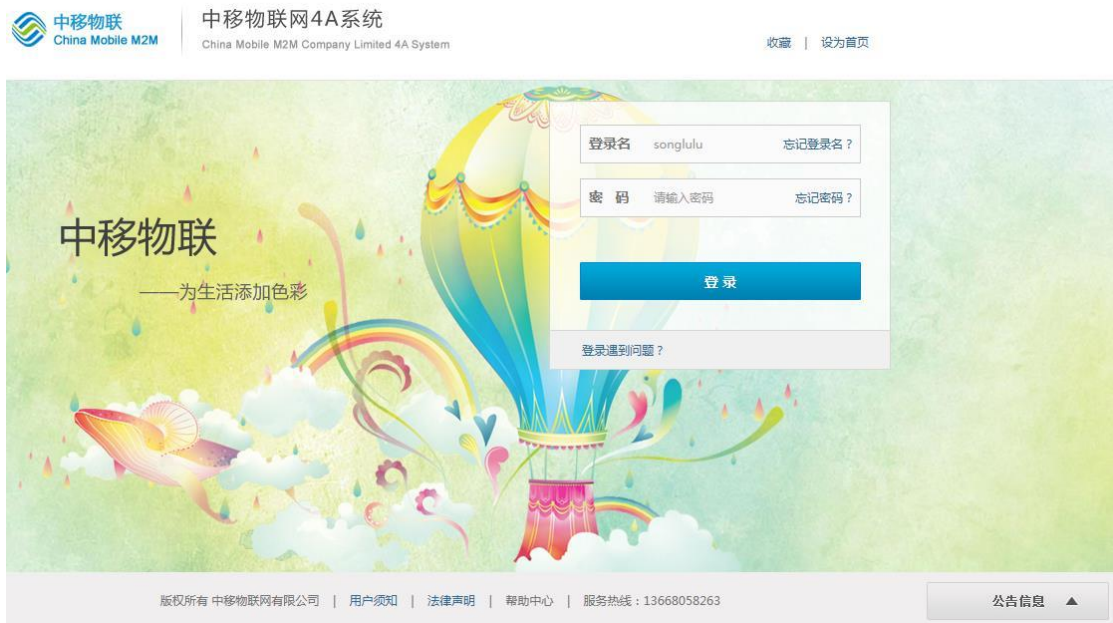 中移物联
China Mobile M2M
中移物联网4A系统
China Mobile M2M Company Limited 4A System
收藏 | 设为首页
登录名 songlulu 忘记登录名？
密 码 请输入密码 忘记密码？
中移物联
——为生活添加色彩
登 录
登录遇到问题？
版权所有 中移物联网有限公司 | 用户须知 | 法律声明 | 帮助中心 | 服务热线：13668058263
公告信息 ▲